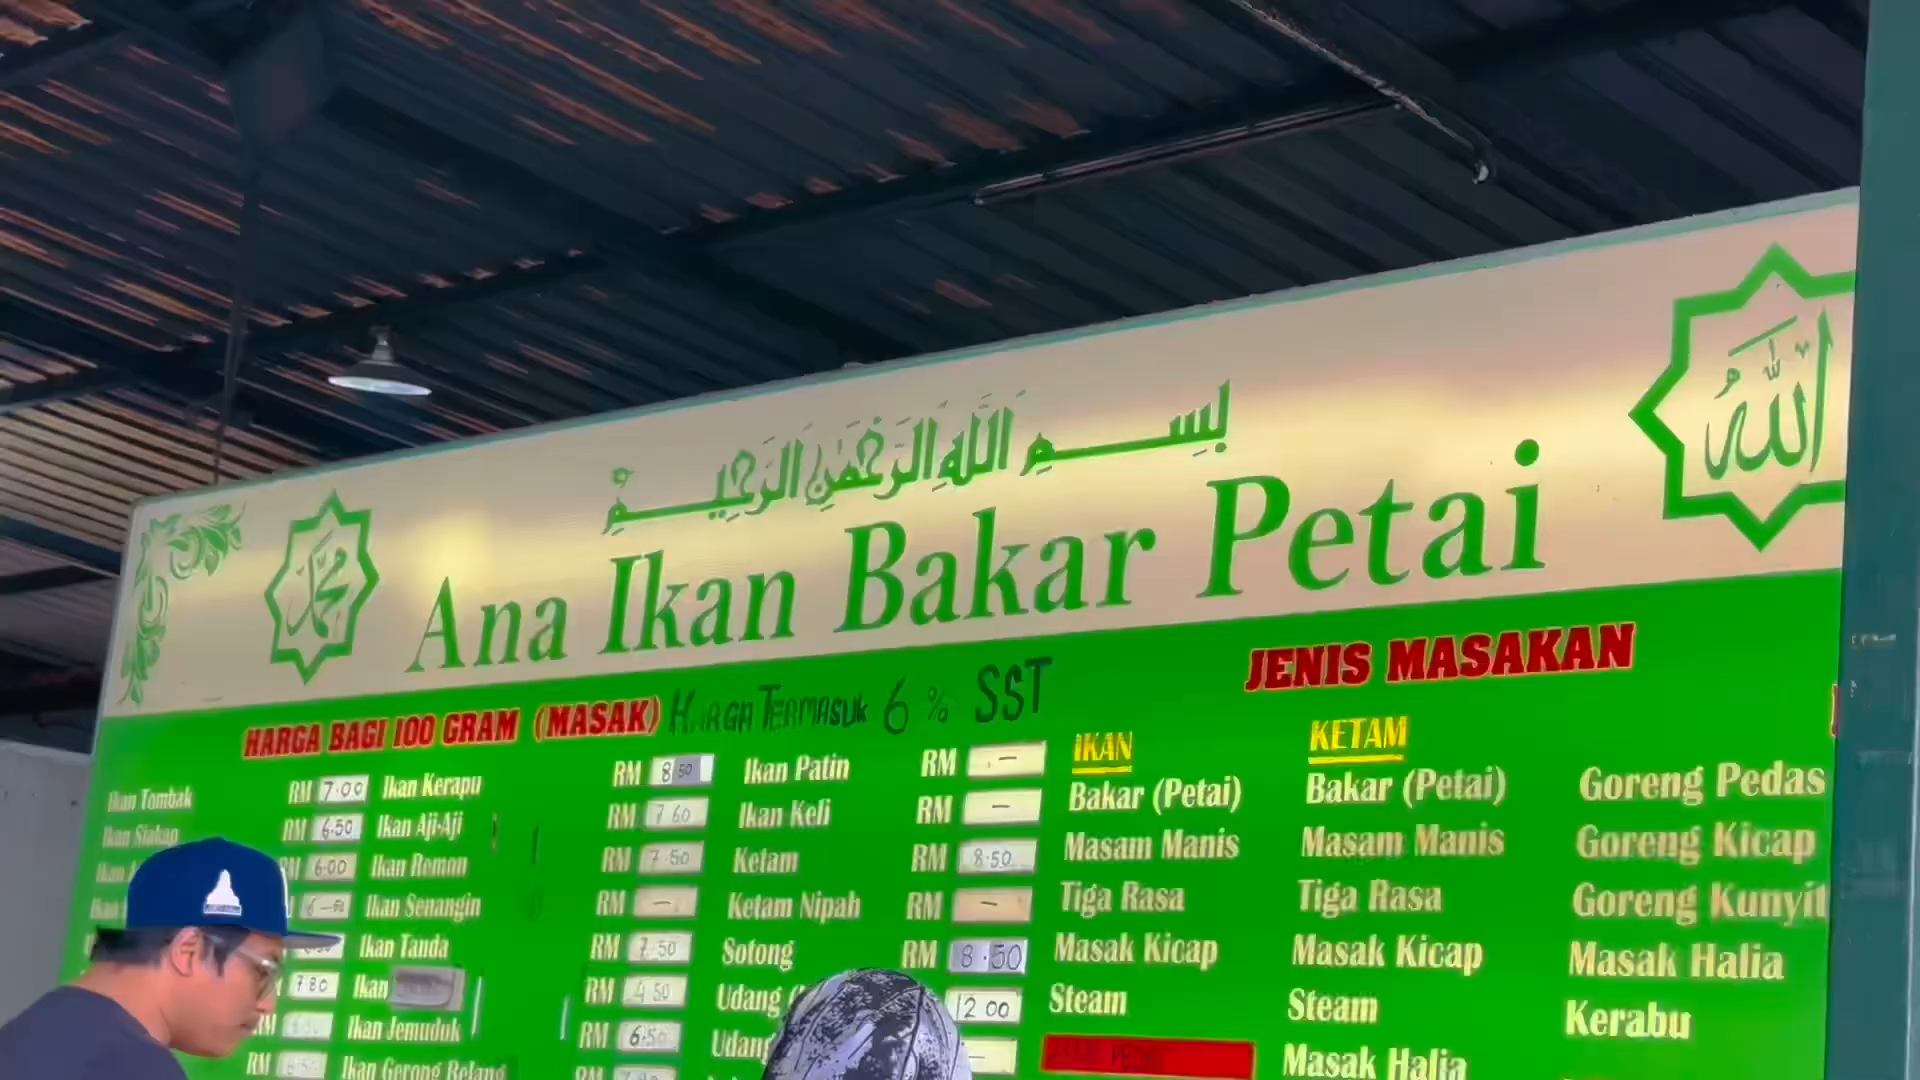 بِسْمِ اللهِ الرَّحْمٰنِ الرَّحِيْمِ
محمد
الله
Ana Ikan Bakar Petai
HARGA BAGI 100 GRAM (MASAK) HARGA TERMASUK 6 % SST
JENIS MASAKAN
Ikan Tombak RM 7.00
Ikan Siakap RM 6.50
RM 6.00
7 80
RM
RM
Ikan Kerapu RM 8 50
Ikan Aji-Aji RM 7 60
Ikan Remon RM 7.50
Ikan Senangin RM –
Ikan Tanda RM 7.50
Ikan RM 4 50
Ikan Jemuduk RM 6.50
Ikan Gerong Belang RM
Ikan Patin RM –
Ikan Keli RM –
Ketam RM 8.50
Ketam Nipah RM –
Sotong RM 8.50
Udang 12 00
Udang –
IKAN
Bakar (Petai)
Masam Manis
Tiga Rasa
Masak Kicap
Steam
KETAM
Bakar (Petai)
Masam Manis
Tiga Rasa
Masak Kicap
Steam
Masak Halia
Goreng Pedas
Goreng Kicap
Goreng Kunyit
Masak Halia
Kerabu